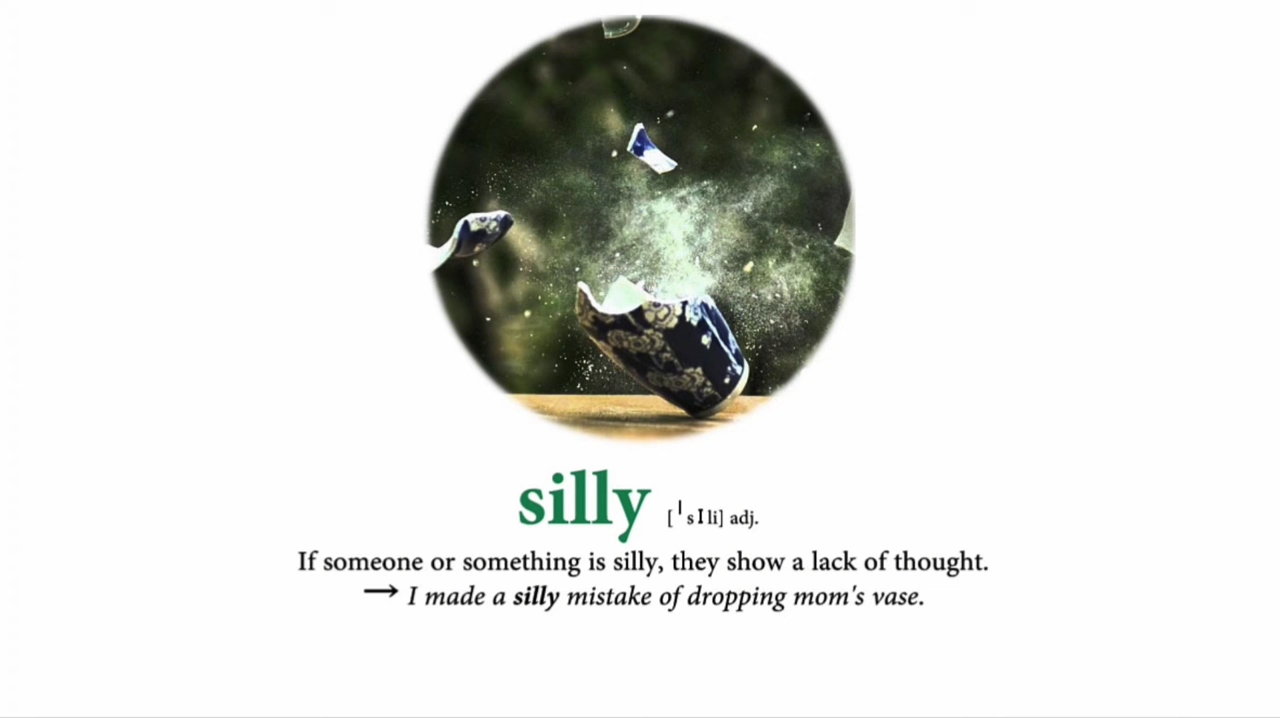 silly [ˈsɪli] adj.
If someone or something is silly, they show a lack of thought.
→ I made a silly mistake of dropping mom's vase.